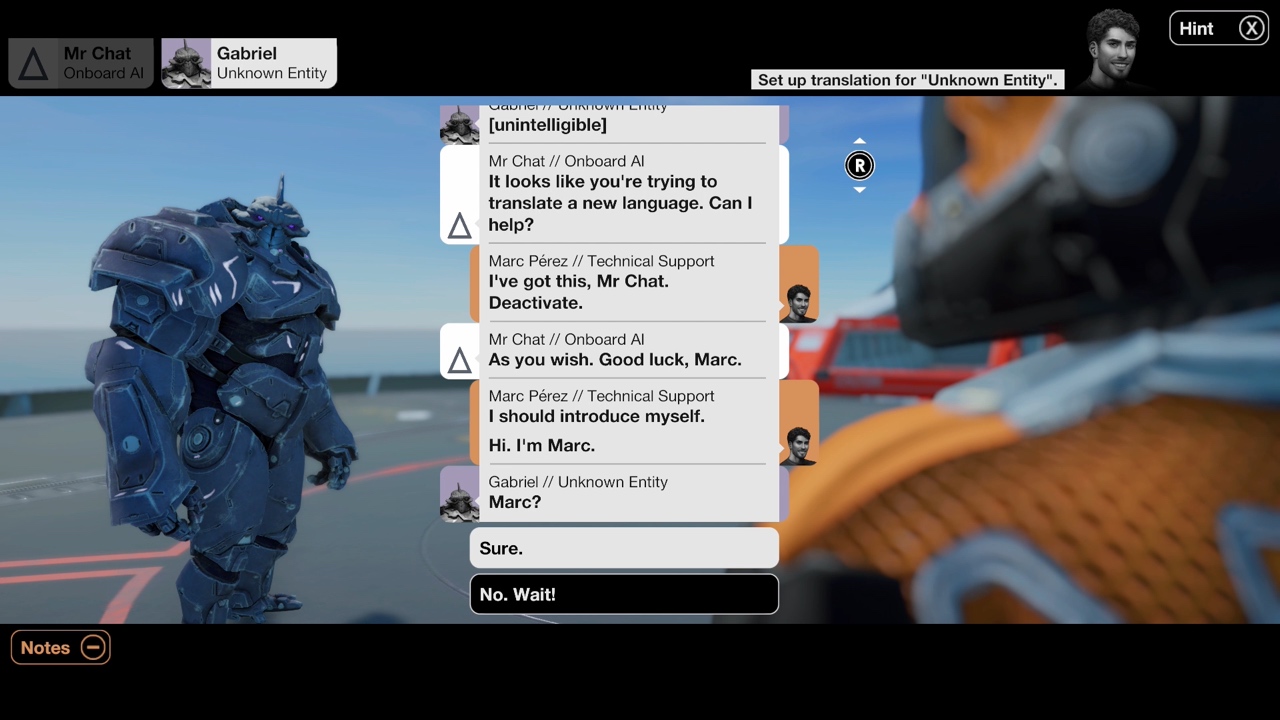 Mr Chat
Onboard AI
Gabriel
Unknown Entity
Hint
X
Set up translation for "Unknown Entity".
Gabriel // Unknown Entity
[unintelligible]
R
Mr Chat // Onboard AI
It looks like you're trying to
translate a new language. Can I
help?
Marc Pérez // Technical Support
I've got this, Mr Chat.
Deactivate.
Mr Chat // Onboard AI
As you wish. Good luck, Marc.
Marc Pérez // Technical Support
I should introduce myself.
Hi. I'm Marc.
Gabriel // Unknown Entity
Marc?
Sure.
No. Wait!
Notes